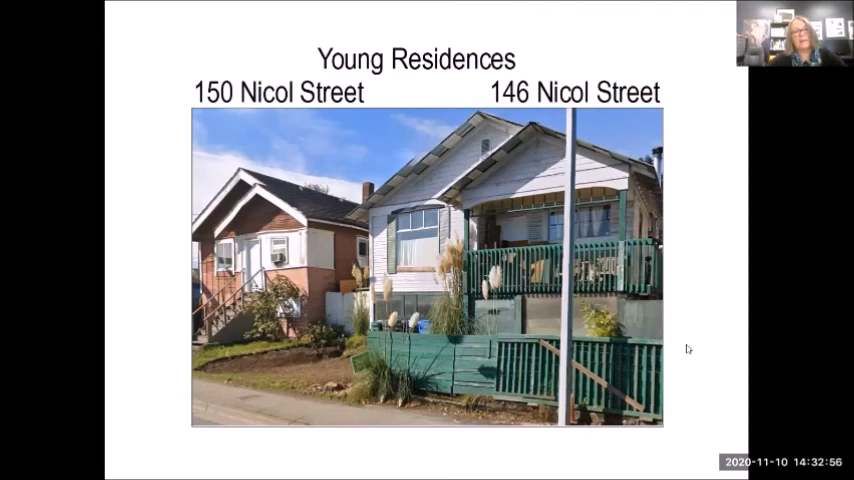 Young Residences
150 Nicol Street 146 Nicol Street
2020-11-10 14:32:56